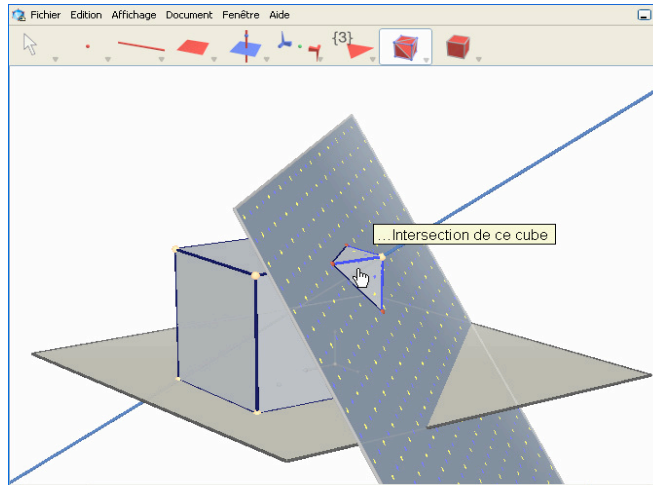 Fichier Edition Affichage Document Fenêtre Aide
{3}
...Intersection de ce cube